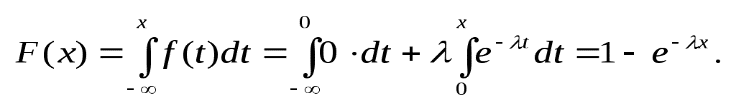 F(x) = ∫_{-∞}^{x} f(t)dt = ∫_{-∞}^{0} 0 ·dt + λ ∫_{0}^{x} e^{-λt} dt = 1 - e^{-λx}.